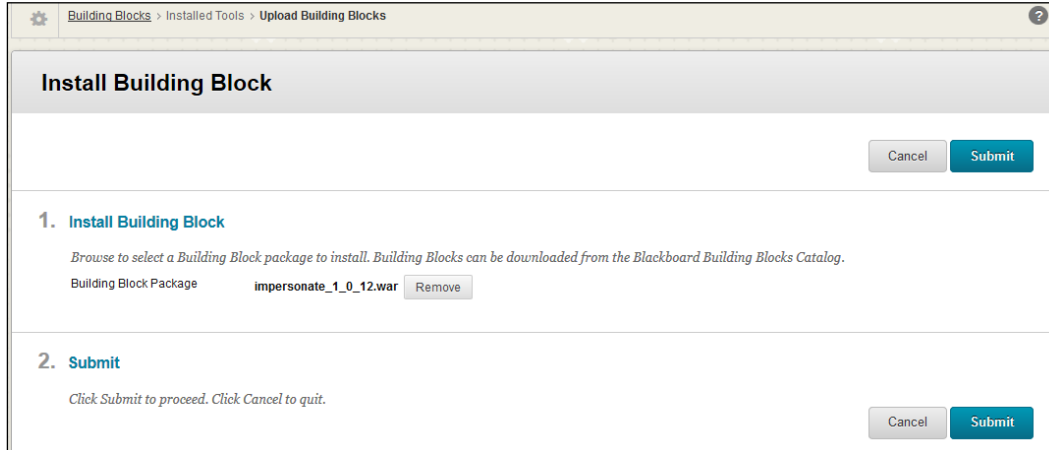 Building Blocks > Installed Tools > Upload Building Blocks
?
Install Building Block
Cancel Submit
1. Install Building Block
Browse to select a Building Block package to install. Building Blocks can be downloaded from the Blackboard Building Blocks Catalog.
Building Block Package impersonate_1_0_12.war Remove
2. Submit
Click Submit to proceed. Click Cancel to quit.
Cancel Submit